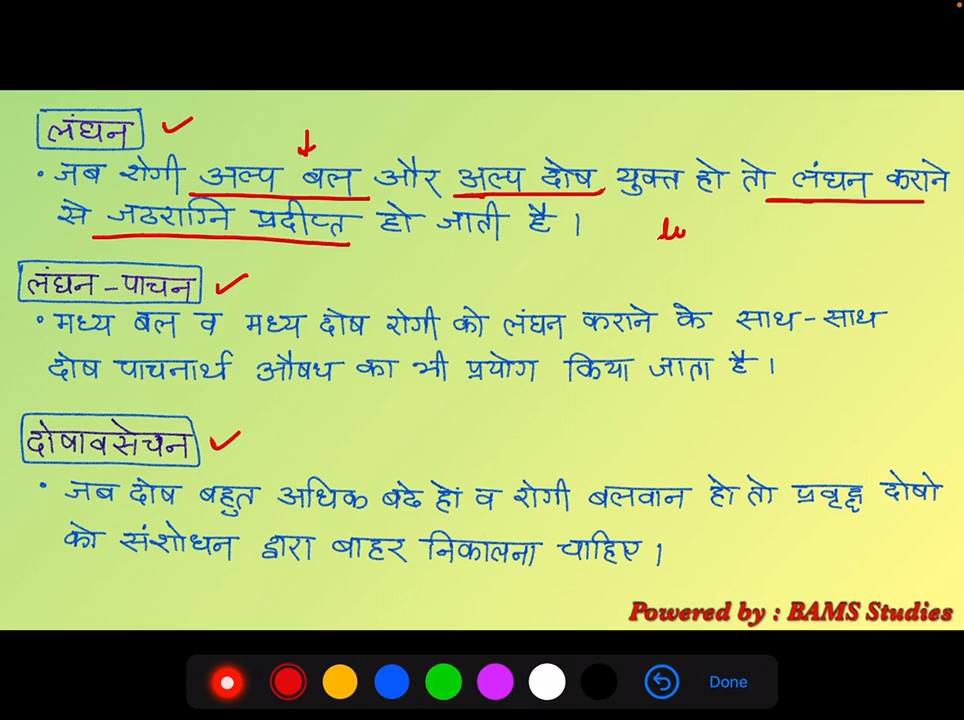 लंघन
• जब रोगी अल्प बल और अल्प दोष युक्त हो तो लंघन कराने
से जठराग्नि प्रदीप्त हो जाती है।
लंघन - पाचन
• मध्य बल व मध्य दोष रोगी को लंघन कराने के साथ-साथ
दोष पाचनार्थ औषध का भी प्रयोग किया जाता है।
दोषावसेचन
• जब दोष बहुत अधिक बढे हों व रोगी बलवान हो तो प्रवृद्ध दोषो
को संशोधन द्वारा बाहर निकालना चाहिए।
Powered by : BAMS Studies
Done